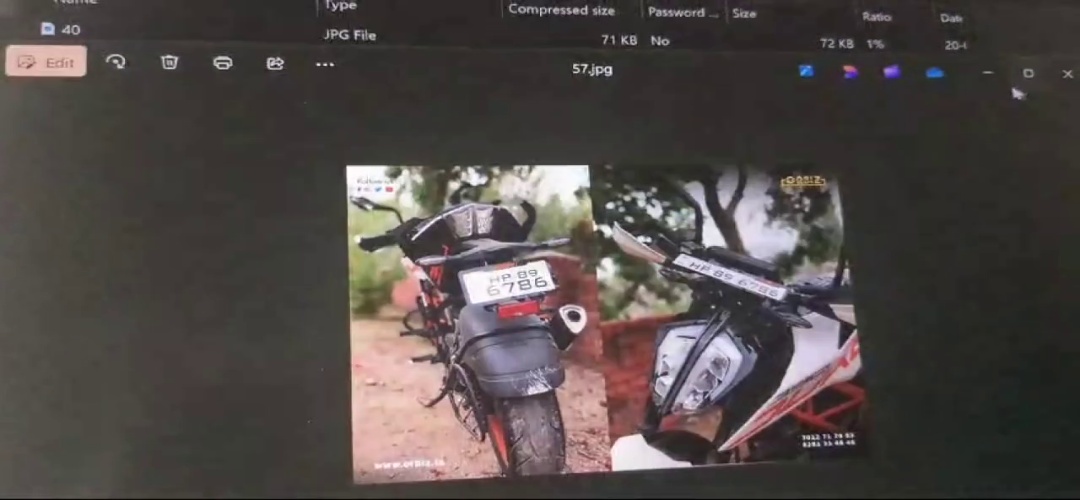 Name Type Compressed size Password ... Size Ratio Date
40 JPG File 71 KB No 72 KB 1%
Edit
57.jpg
ORBIZ
HP 89
6786
HP 89 6786
www.orbiz.in